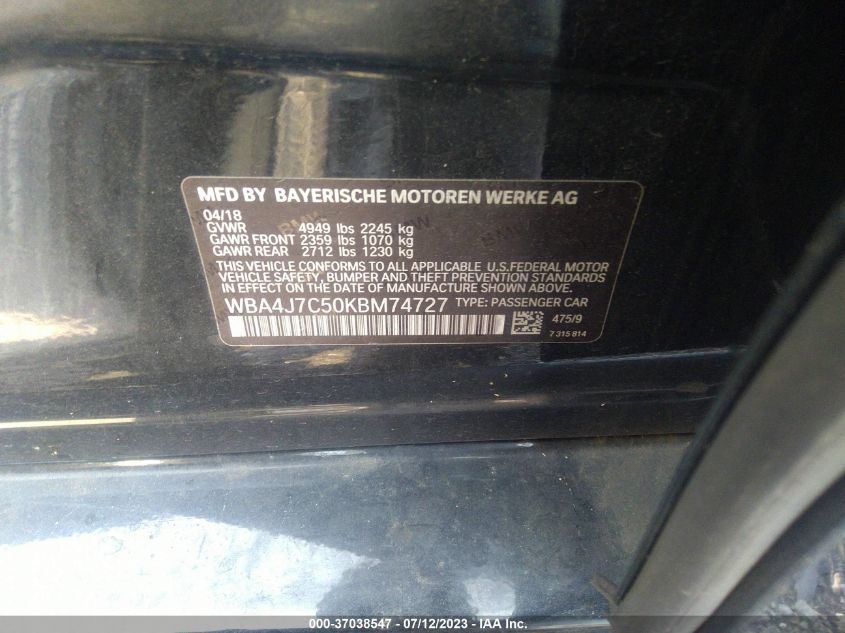 MFD BY BAYERISCHE MOTOREN WERKE AG
04/18
GVWR 4949 lbs 2245 kg
GAWR FRONT 2359 lbs 1070 kg
GAWR REAR 2712 lbs 1230 kg
THIS VEHICLE CONFORMS TO ALL APPLICABLE U.S.FEDERAL MOTOR
VEHICLE SAFETY, BUMPER AND THEFT PREVENTION STANDARDS
IN EFFECT ON THE DATE OF MANUFACTURE SHOWN ABOVE.
WBA4J7C50KBM74727 TYPE: PASSENGER CAR
475/9
7 315 814
000-37038547 - 07/12/2023 - IAA Inc.